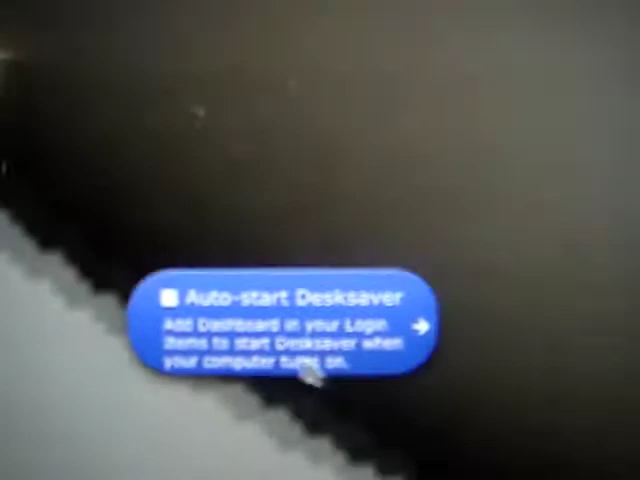 Auto-start Desksaver
Add Dashboard in your Login
Items to start Desksaver when
your computer turns on.